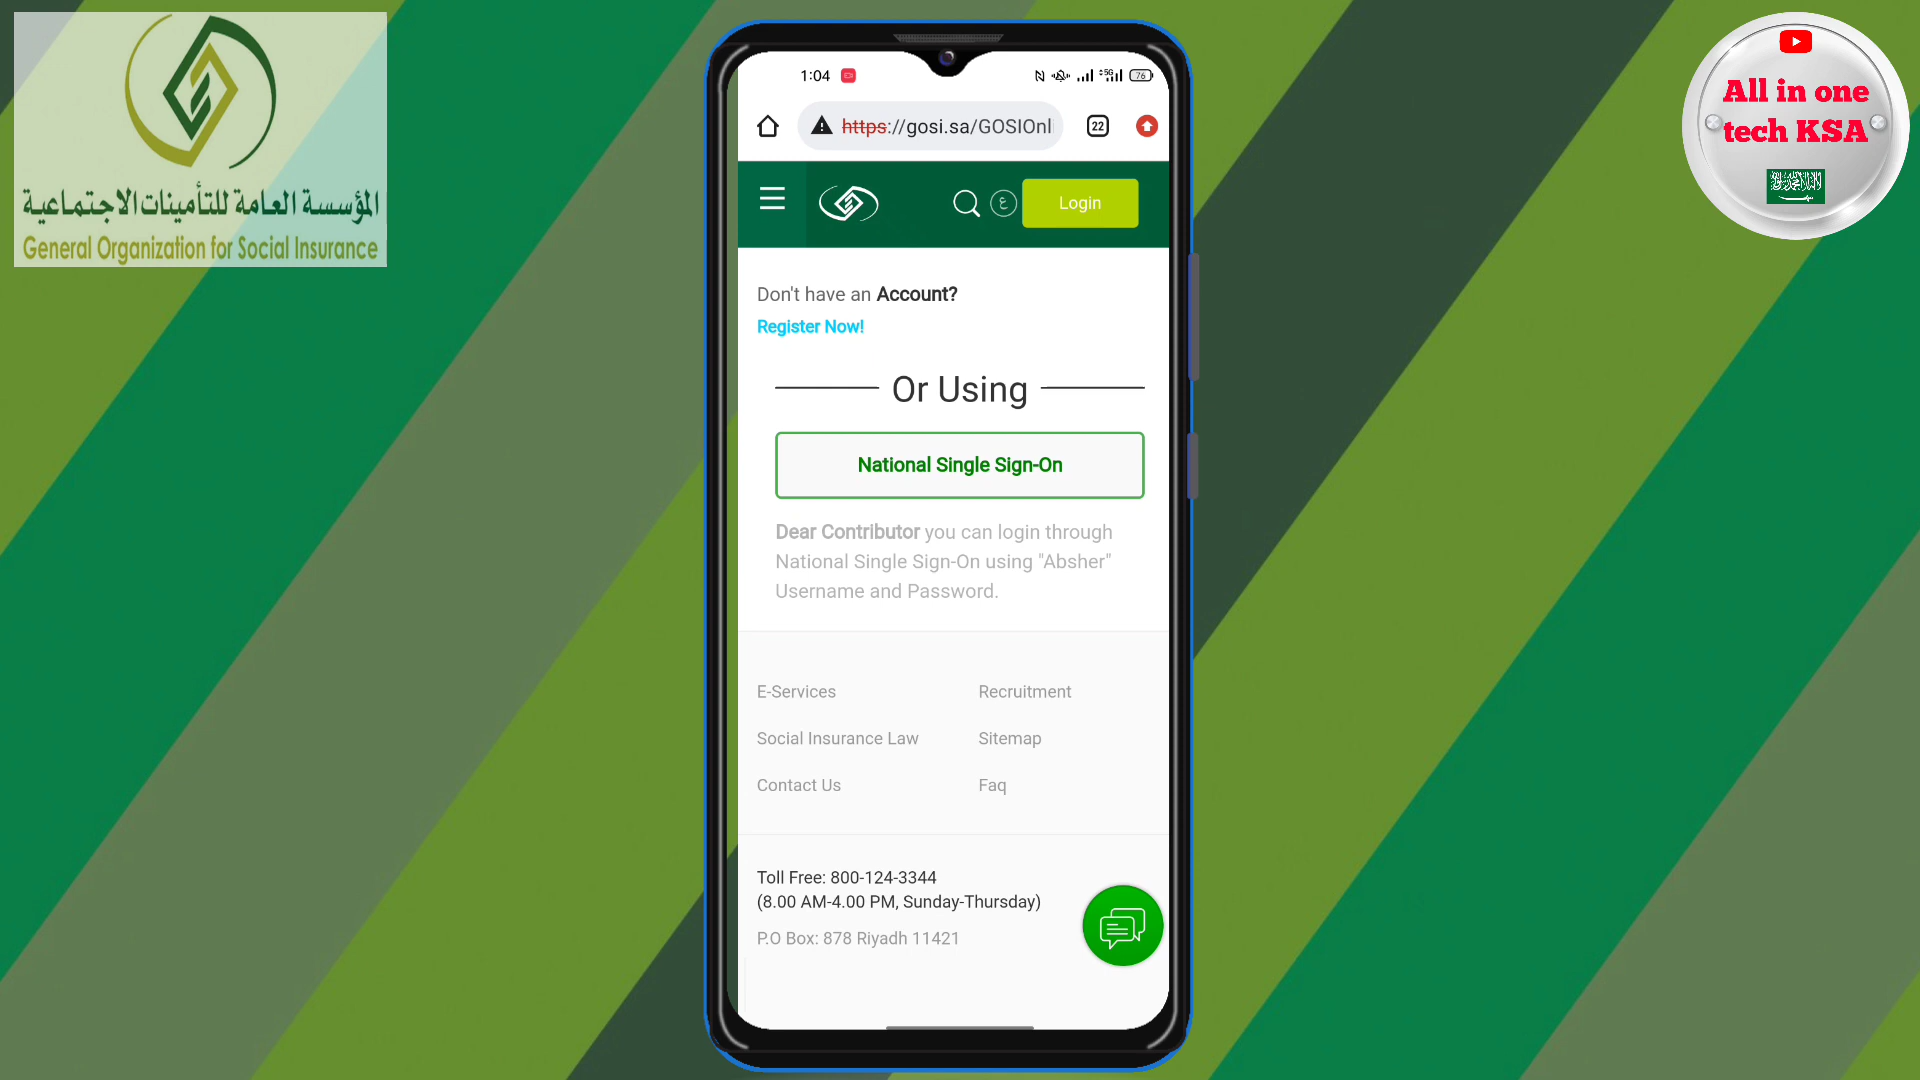 المؤسسة العامة للتأمينات الاجتماعية
General Organization for Social Insurance
All in one
tech KSA
1:04
5G
76
https://gosi.sa/GOSIOnl
22
ع
Login
Don't have an Account?
Register Now!
Or Using
National Single Sign-On
Dear Contributor you can login through
National Single Sign-On using "Absher"
Username and Password.
E-Services
Recruitment
Social Insurance Law
Sitemap
Contact Us
Faq
Toll Free: 800-124-3344
(8.00 AM-4.00 PM, Sunday-Thursday)
P.O Box: 878 Riyadh 11421